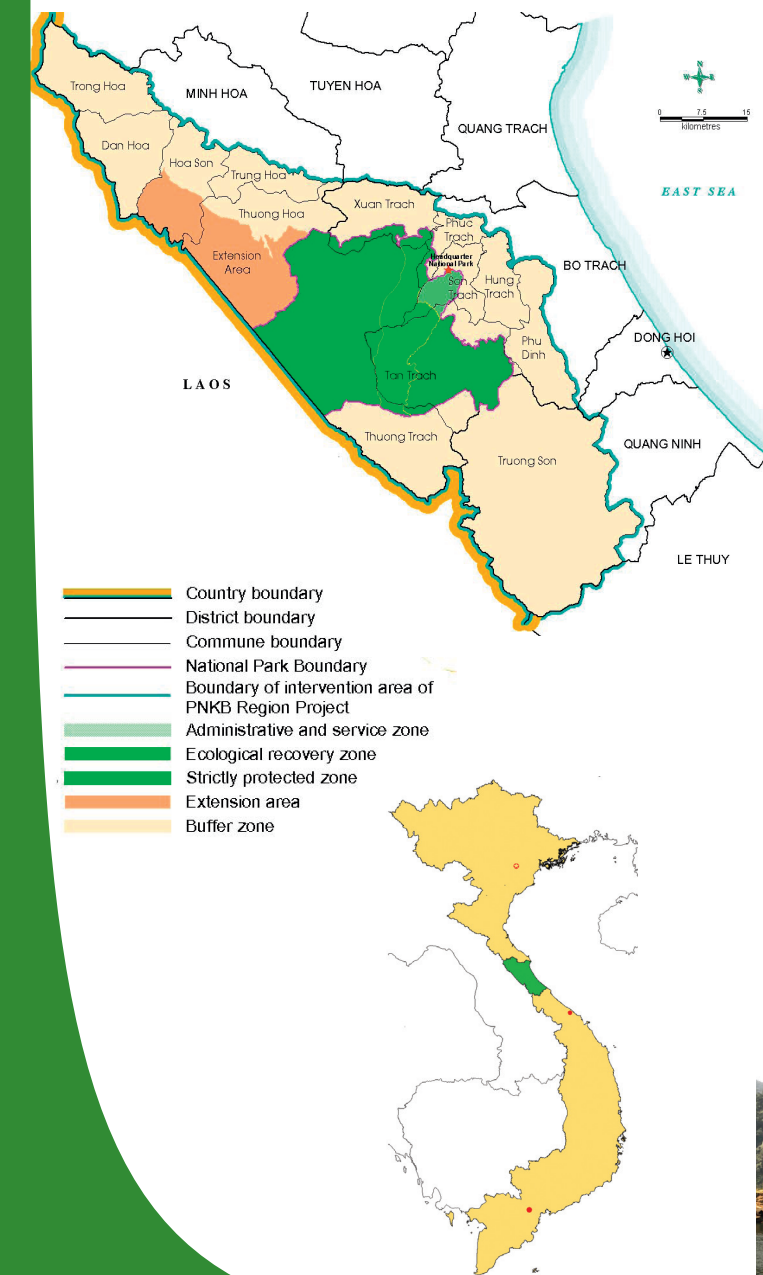 TUYEN HOA
MINH HOA
Trong Hoa
QUANG TRACH
N
W E
S
0 7.5 15
kilometres
Dan Hoa
Hoa Son
Trung Hoa
Thuong Hoa
Xuan Trach
EAST SEA
Phuc
Trach
Headquarter
National Park
Extension
Area
Son
Trach
Hung
Trach
BO TRACH
DONG HOI
Phu
Dinh
LAOS
Tan Trach
Thuong Trach
Truong Son
QUANG NINH
LE THUY
Country boundary
District boundary
Commune boundary
National Park Boundary
Boundary of intervention area of
PNKB Region Project
Administrative and service zone
Ecological recovery zone
Strictly protected zone
Extension area
Buffer zone